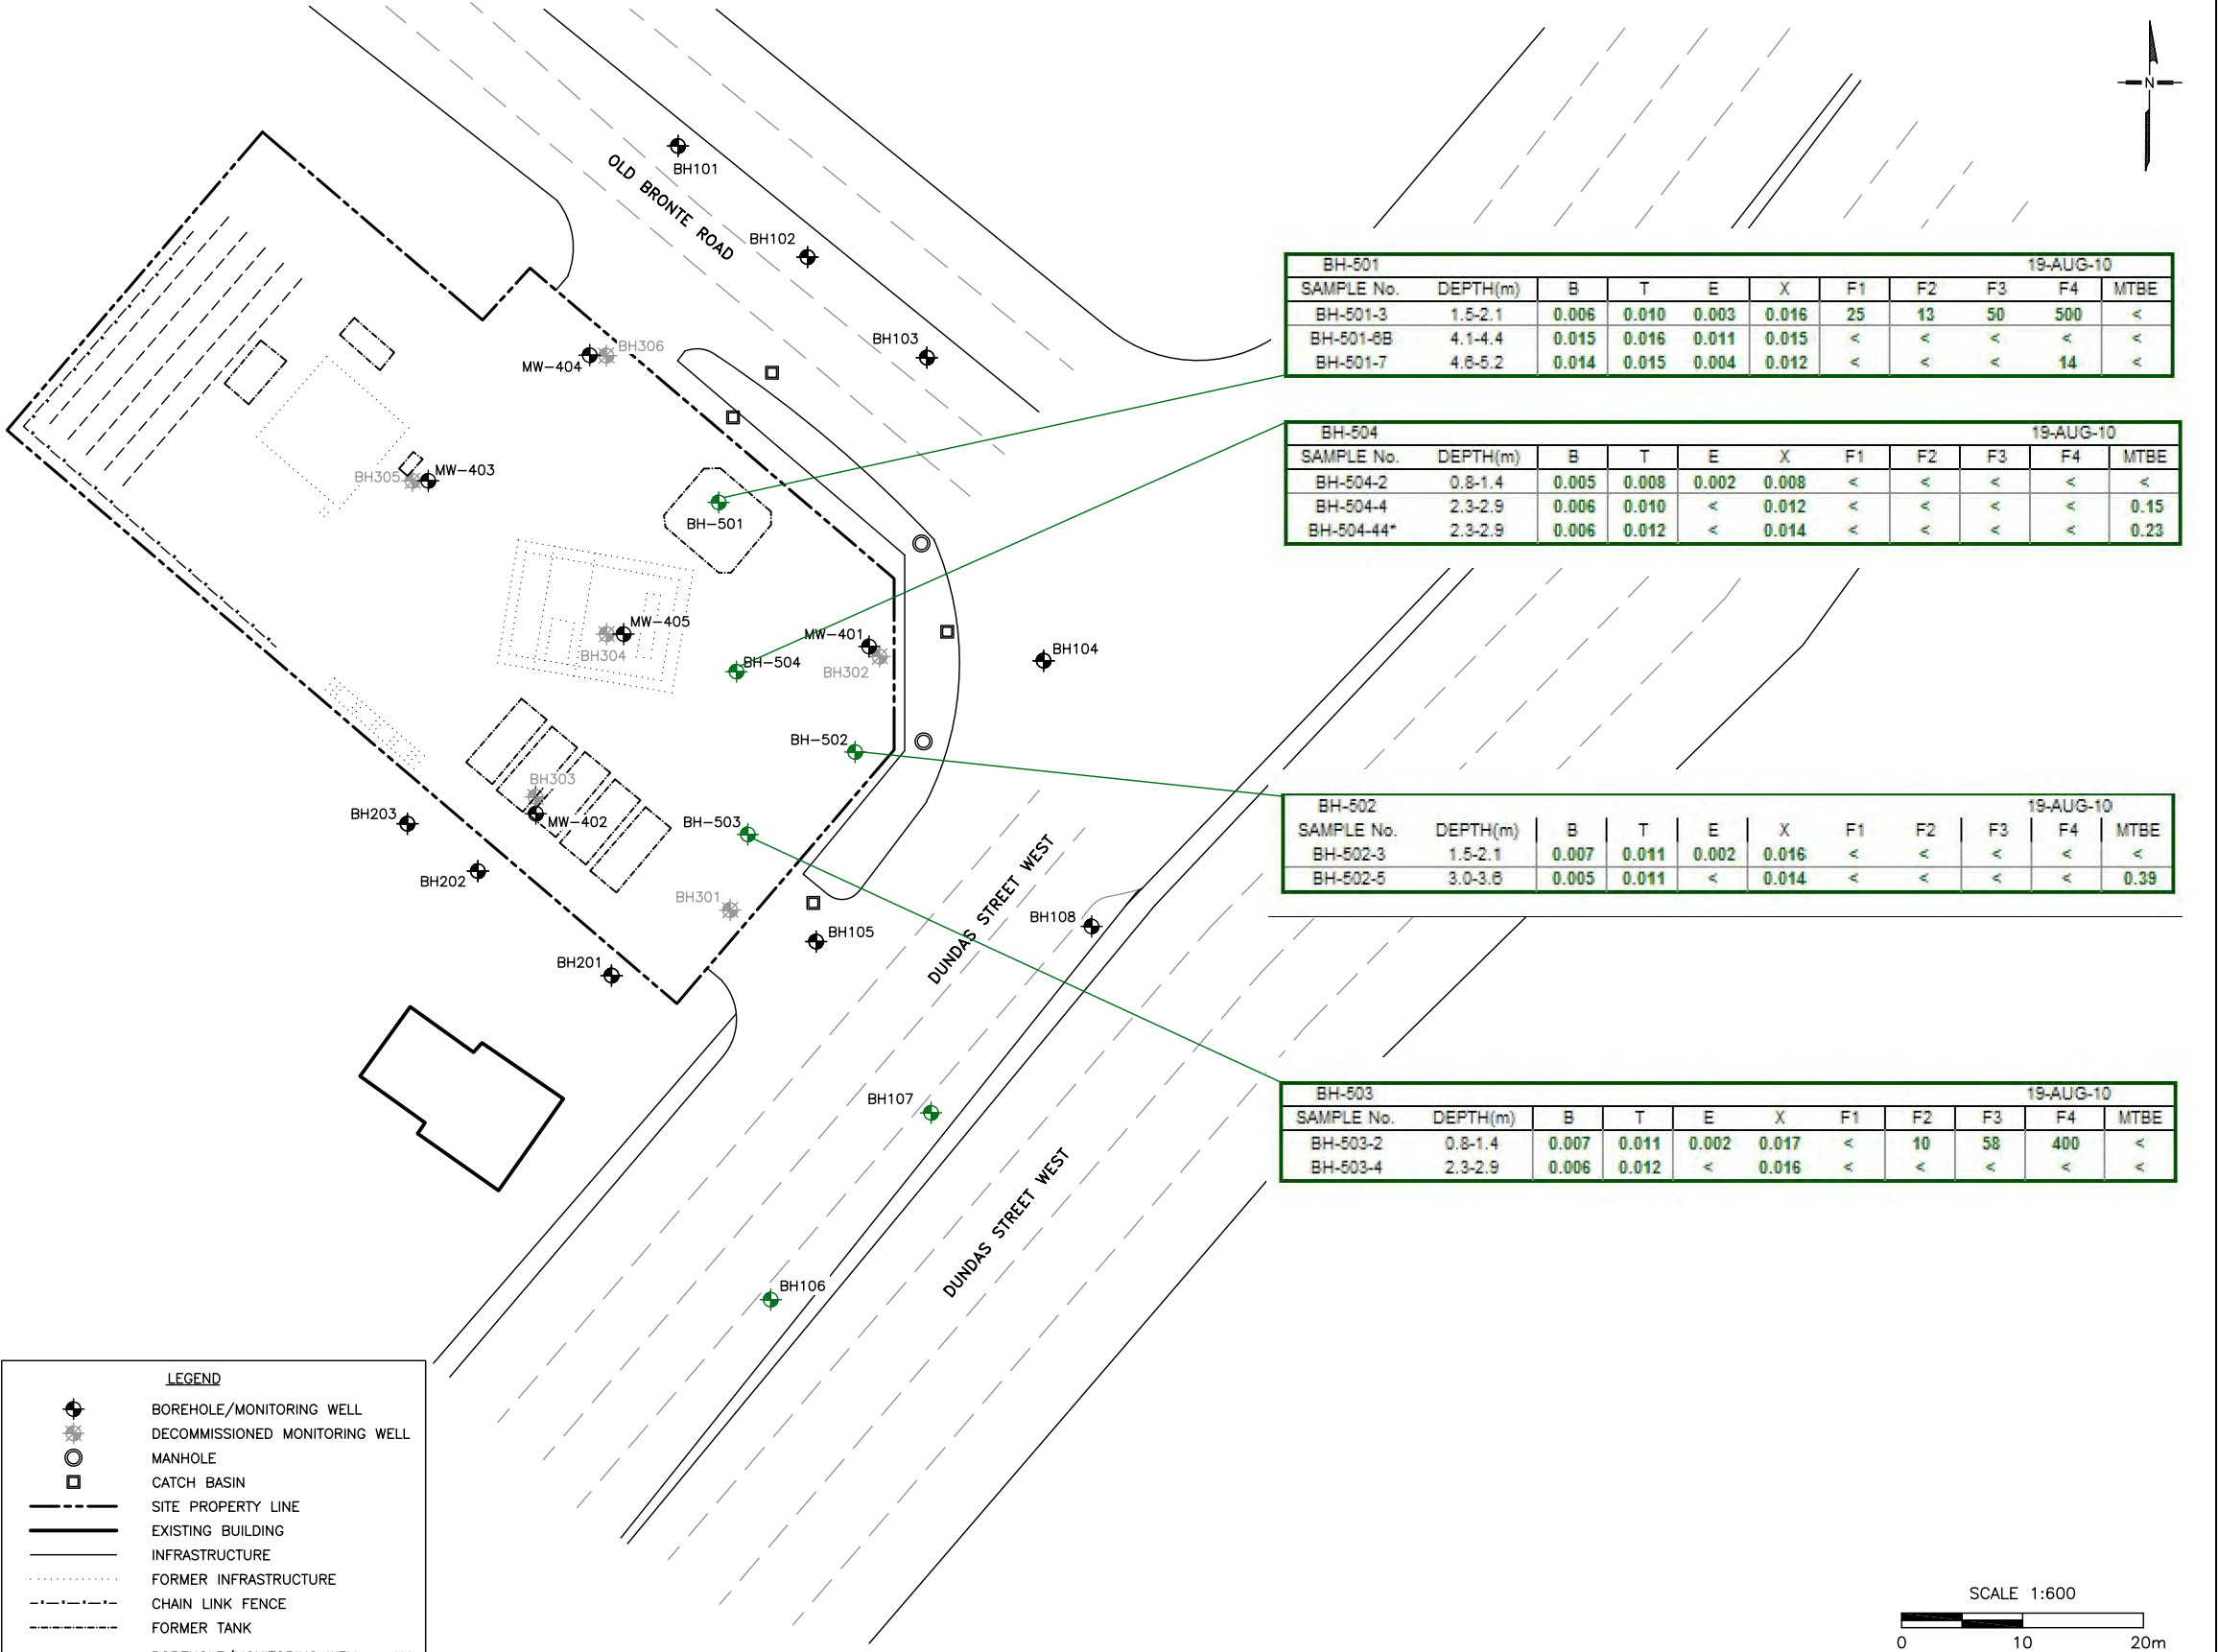 N
OLD BRONTE ROAD
BH101
BH102
BH103
BH306
MW-404
BH305
MW-403
BH-501
MW-405
BH304
MW-401
BH302
BH-504
BH104
BH-502
BH303
MW-402
BH203
BH-503
BH202
BH301
BH105
BH108
BH201
DUNDAS STREET WEST
BH107
DUNDAS STREET WEST
BH106
BH-501 19-AUG-10
SAMPLE No. DEPTH(m) B T E X F1 F2 F3 F4 MTBE
BH-501-3 1.5-2.1 0.006 0.010 0.003 0.016 25 13 50 500 <
BH-501-6B 4.1-4.4 0.015 0.016 0.011 0.015 < < < < <
BH-501-7 4.6-5.2 0.014 0.015 0.004 0.012 < < < 14 <
BH-504 19-AUG-10
SAMPLE No. DEPTH(m) B T E X F1 F2 F3 F4 MTBE
BH-504-2 0.8-1.4 0.005 0.008 0.002 0.008 < < < < <
BH-504-4 2.3-2.9 0.006 0.010 < 0.012 < < < < 0.15
BH-504-44* 2.3-2.9 0.006 0.012 < 0.014 < < < < 0.23
BH-502 19-AUG-10
SAMPLE No. DEPTH(m) B T E X F1 F2 F3 F4 MTBE
BH-502-3 1.5-2.1 0.007 0.011 0.002 0.016 < < < < <
BH-502-5 3.0-3.6 0.005 0.011 < 0.014 < < < < 0.39
BH-503 19-AUG-10
SAMPLE No. DEPTH(m) B T E X F1 F2 F3 F4 MTBE
BH-503-2 0.8-1.4 0.007 0.011 0.002 0.017 < 10 58 400 <
BH-503-4 2.3-2.9 0.006 0.012 < 0.016 < < < < <
LEGEND
BOREHOLE/MONITORING WELL
DECOMMISSIONED MONITORING WELL
MANHOLE
CATCH BASIN
SITE PROPERTY LINE
EXISTING BUILDING
INFRASTRUCTURE
FORMER INFRASTRUCTURE
CHAIN LINK FENCE
FORMER TANK
SCALE 1:600
0 10 20m